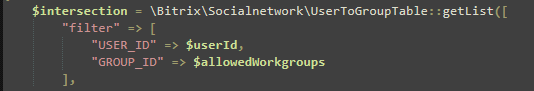 $intersection = \Bitrix\Socialnetwork\UserToGroupTable::getList([
"filter" => [
"USER_ID" => $userId,
"GROUP_ID" => $allowedWorkgroups
],